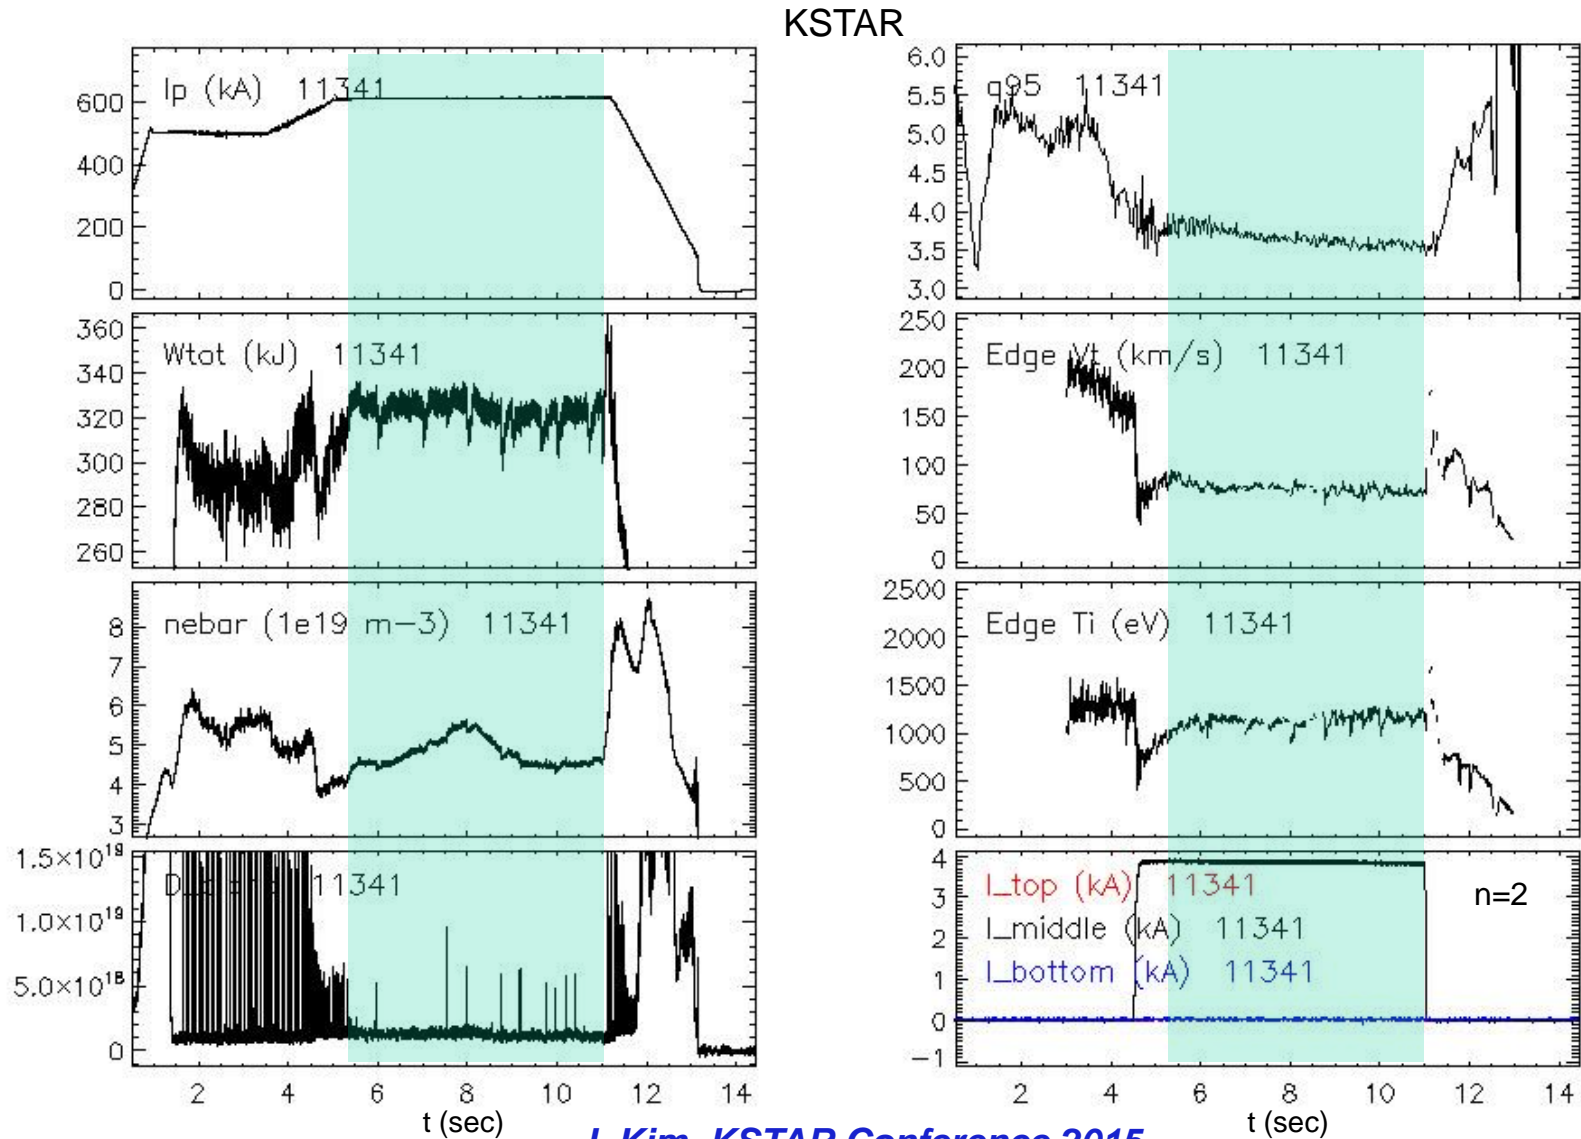 KSTAR
Ip (kA) 11341
600
400
200
0
Wtot (kJ) 11341
360
340
320
300
280
260
nebar (1e19 m-3) 11341
8
7
6
5
4
3
11341
1.5×10¹⁹
1.0×10¹⁹
5.0×10¹⁸
0
2 4 6 8 10 12 14
t (sec)
q95 11341
6.0
5.5
5.0
4.5
4.0
3.5
3.0
Edge Vt (km/s) 11341
250
200
150
100
50
0
Edge Ti (eV) 11341
2500
2000
1500
1000
500
0
I_top (kA) 11341
n=2
I_middle (kA) 11341
I_bottom (kA) 11341
4
3
2
1
0
-1
2 4 6 8 10 12 14
t (sec)
Kim, KSTAR Conference 2015